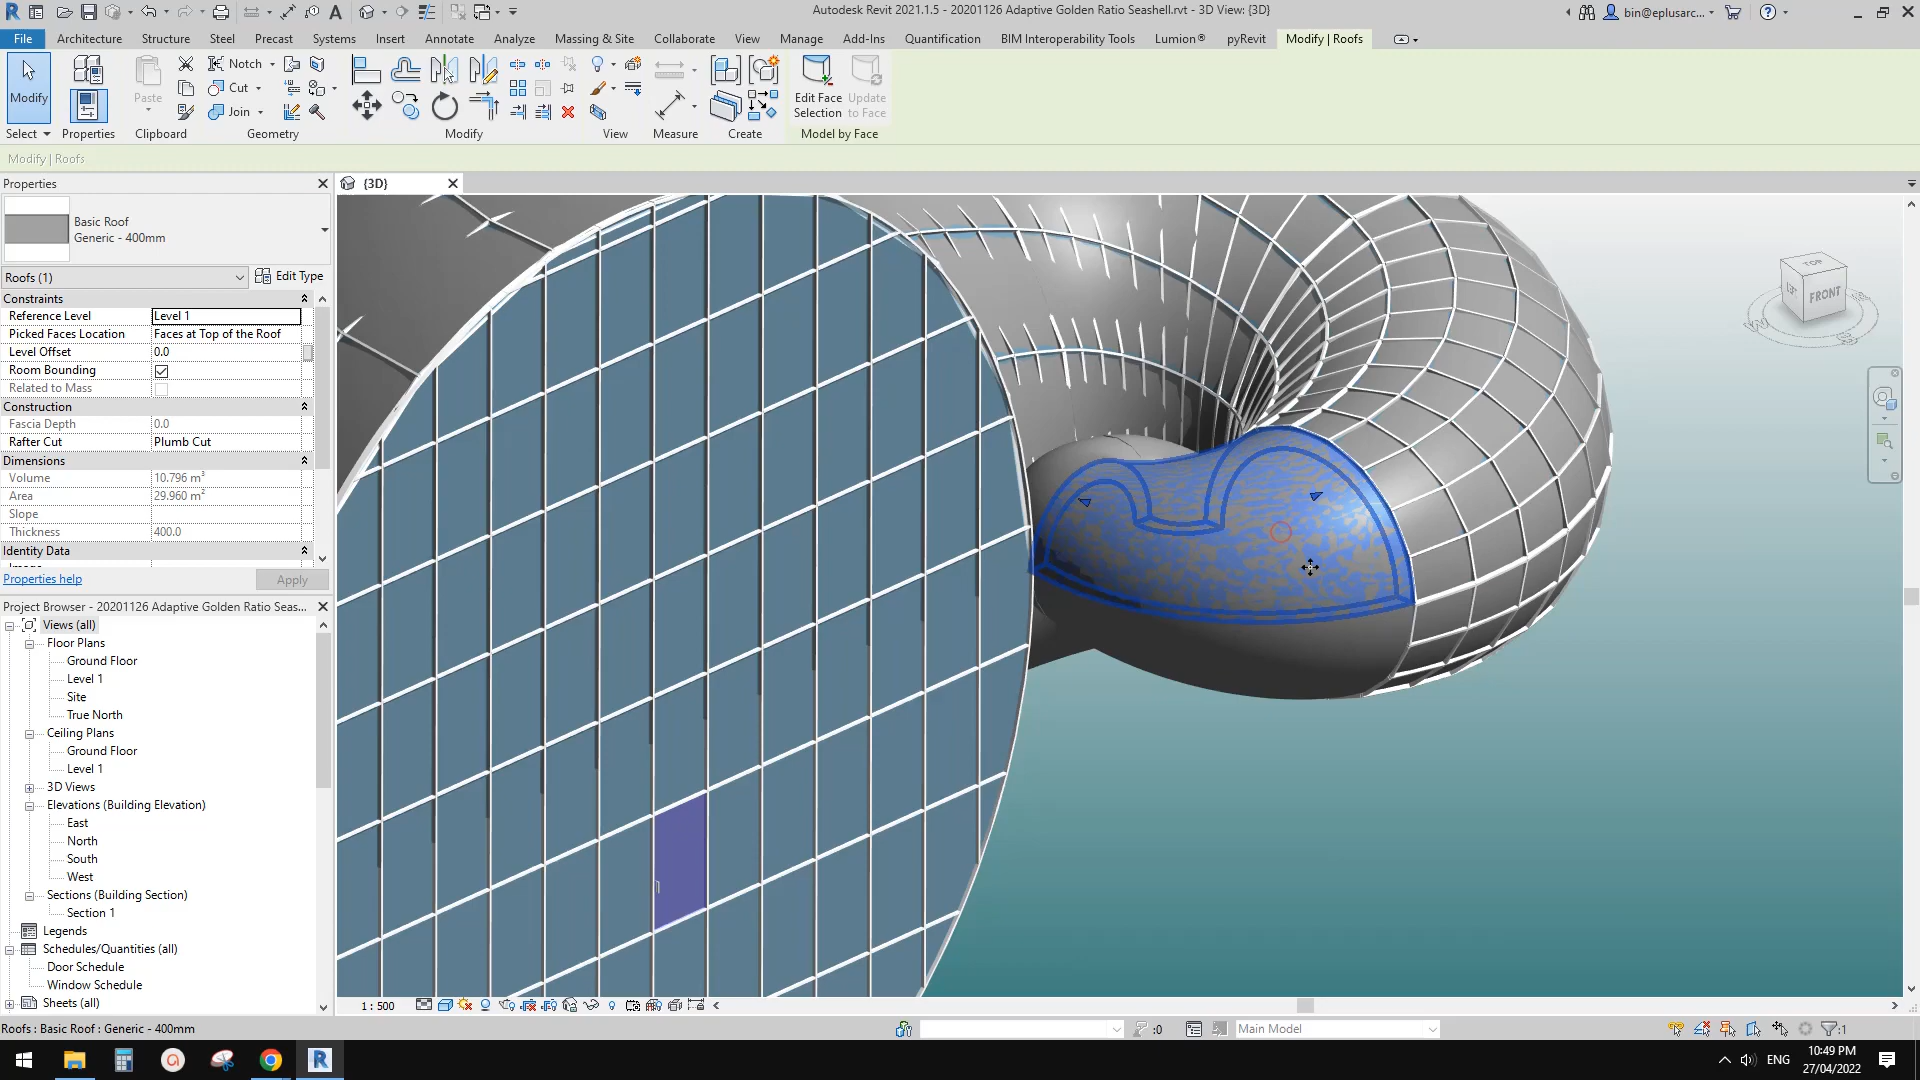 Autodesk Revit 2021.1.5 - 20201126 Adaptive Golden Ratio Seashell.rvt - 3D View: {3D}
bin@eplusarc...
File Architecture Structure Steel Precast Systems Insert Annotate Analyze Massing & Site Collaborate View Manage Add-Ins Quantification BIM Interoperability Tools Lumion® pyRevit Modify | Roofs
Modify
Paste
Notch
Cut
Join
Edit Face Selection
Update to Face
Select Properties Clipboard Geometry Modify View Measure Create Model by Face
Modify | Roofs
Properties
{3D}
Basic Roof
Generic - 400mm
Roofs (1)
Edit Type
Constraints
Reference Level Level 1
Picked Faces Location Faces at Top of the Roof
Level Offset 0.0
Room Bounding
Related to Mass
Construction
Fascia Depth 0.0
Rafter Cut Plumb Cut
Dimensions
Volume 10.796 m³
Area 29.960 m²
Slope
Thickness 400.0
Identity Data
Properties help
Apply
Project Browser - 20201126 Adaptive Golden Ratio Seas...
Views (all)
Floor Plans
Ground Floor
Level 1
Site
True North
Ceiling Plans
Ground Floor
Level 1
3D Views
Elevations (Building Elevation)
East
North
South
West
Sections (Building Section)
Section 1
Legends
Schedules/Quantities (all)
Door Schedule
Window Schedule
Sheets (all)
TOP
FRONT
W
1 : 500
Roofs : Basic Roof : Generic - 400mm
:0
Main Model
:1
ENG
10:49 PM
27/04/2022